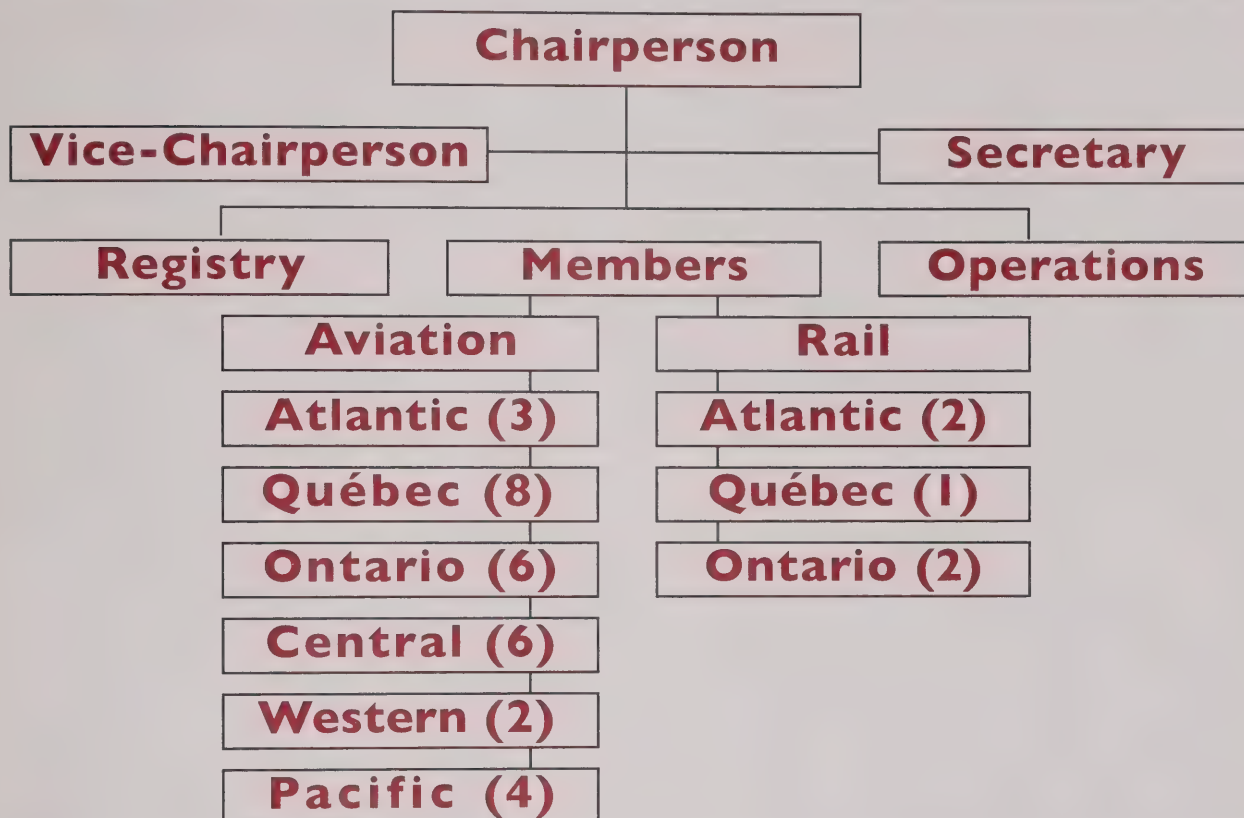 Chairperson
Vice-Chairperson
Secretary
Registry
Members
Operations
Aviation
Rail
Atlantic (3)
Atlantic (2)
Québec (8)
Québec (1)
Ontario (6)
Ontario (2)
Central (6)
Western (2)
Pacific (4)